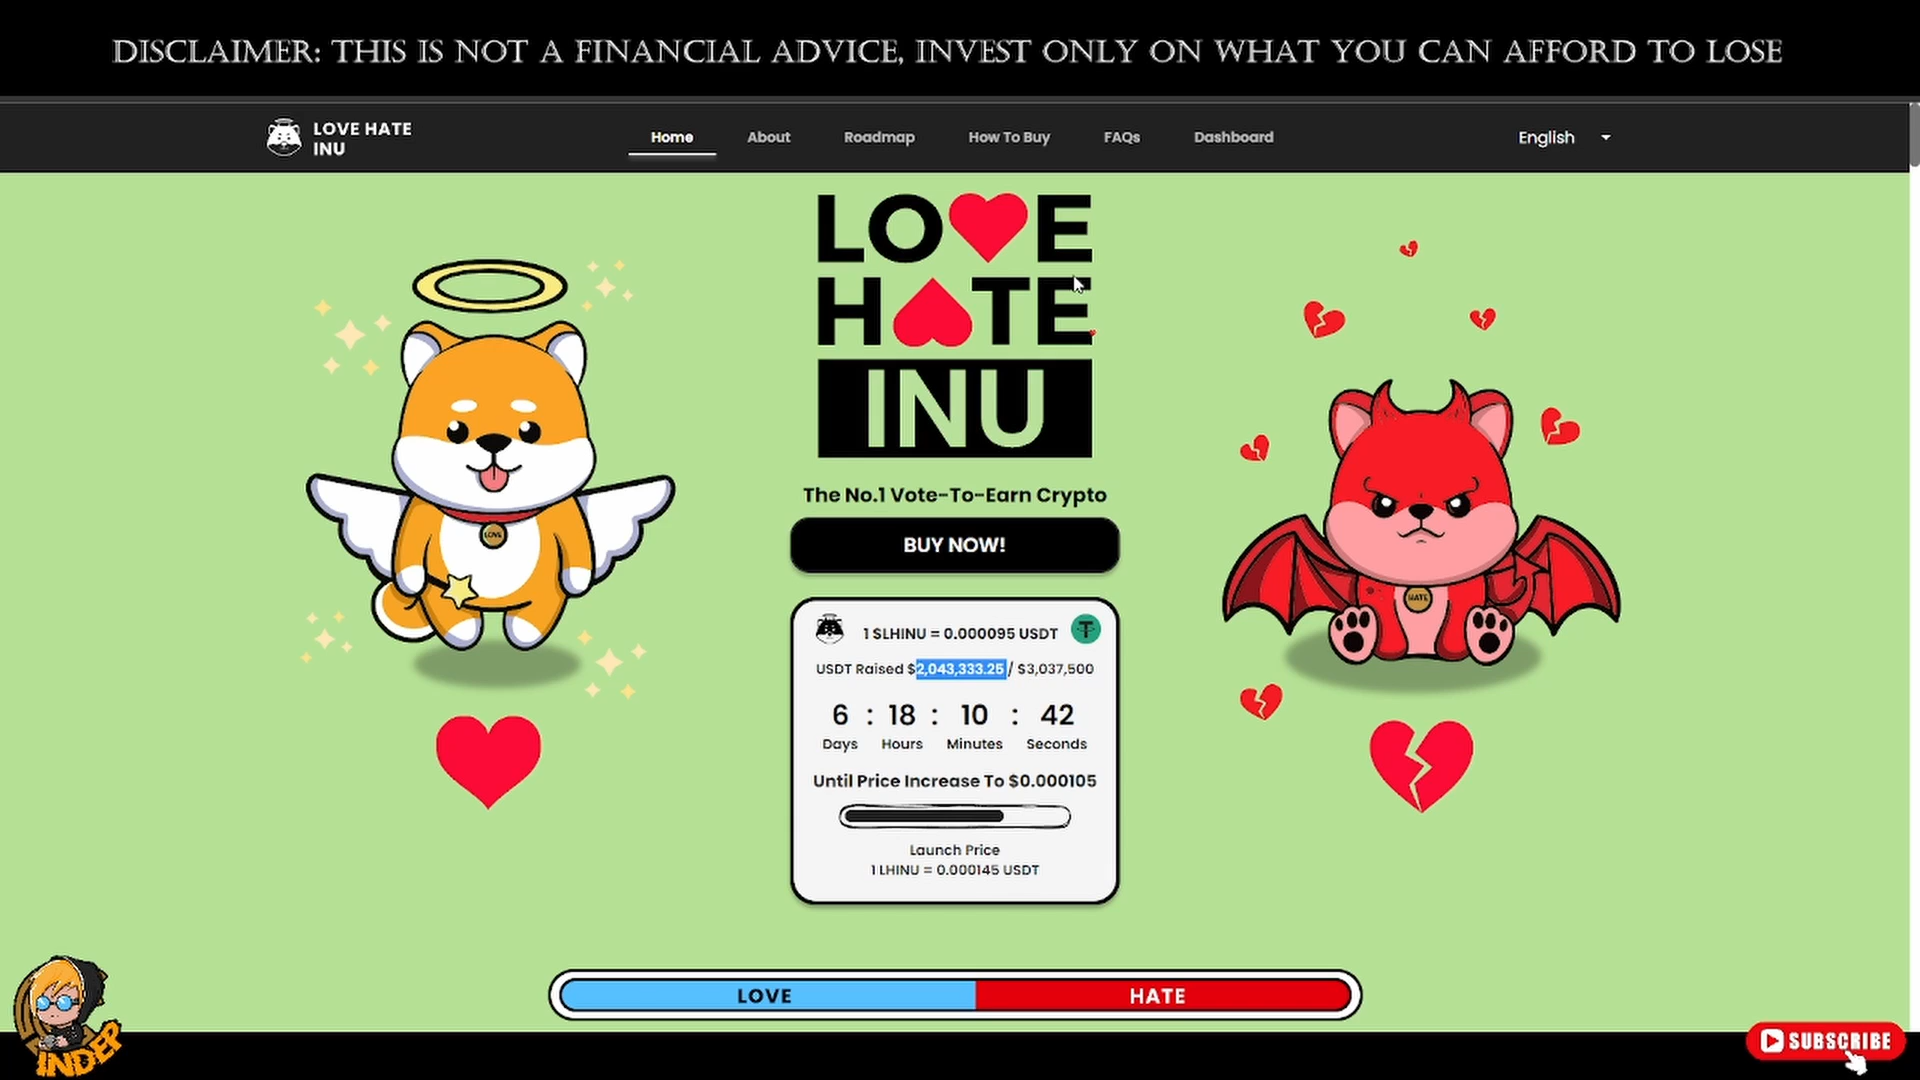 DISCLAIMER: THIS IS NOT A FINANCIAL ADVICE, INVEST ONLY ON WHAT YOU CAN AFFORD TO LOSE
LOVE HATE
INU
Home
About
Roadmap
How To Buy
FAQs
Dashboard
English
LOVE
HATE
INU
The No.1 Vote-To-Earn Crypto
BUY NOW!
1 SLHINU = 0.000095 USDT
USDT Raised $2,043,333.25 / $3,037,500
6 : 18 : 10 : 42
Days Hours Minutes Seconds
Until Price Increase To $0.000105
Launch Price
1 LHINU = 0.000145 USDT
LOVE
HATE
LOVE
HATE
INDEP
SUBSCRIBE